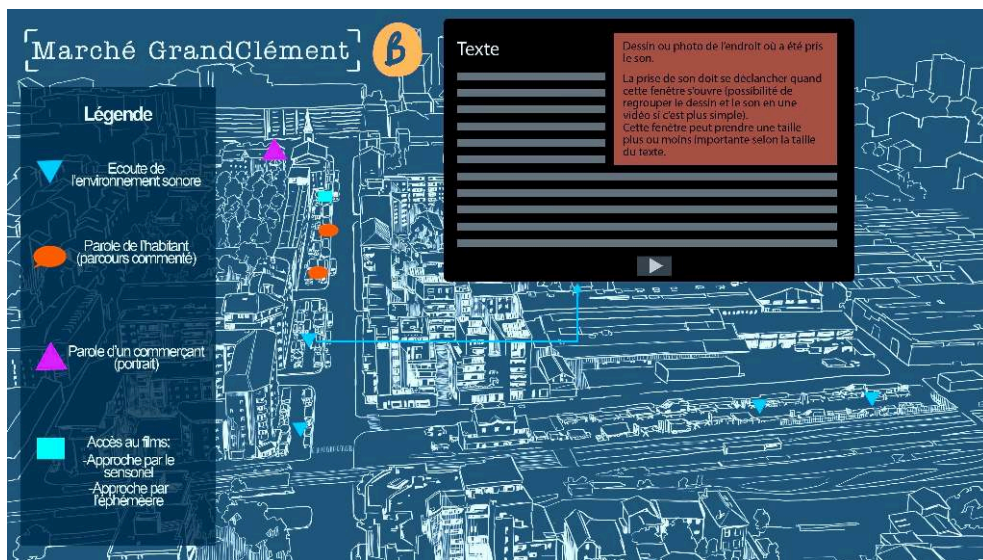 Marché GrandClément
B
Légende
Ecoute de
l'environnement sonore
Parole de l'habitant
(parcours commenté)
Parole d'un commerçant
(portrait)
Accès au films:
-Approche par le
sensoriel
-Approche par
l'éphémère
Texte
Dessin ou photo de l'endroit où a été pris
le son.
La prise de son doit se déclancher quand
cette fenêtre s'ouvre (possibilité de
regrouper le dessin et le son en une
vidéo si c'est plus simple).
Cette fenêtre peut prendre une taille
plus ou moins importante selon la taille
du texte.